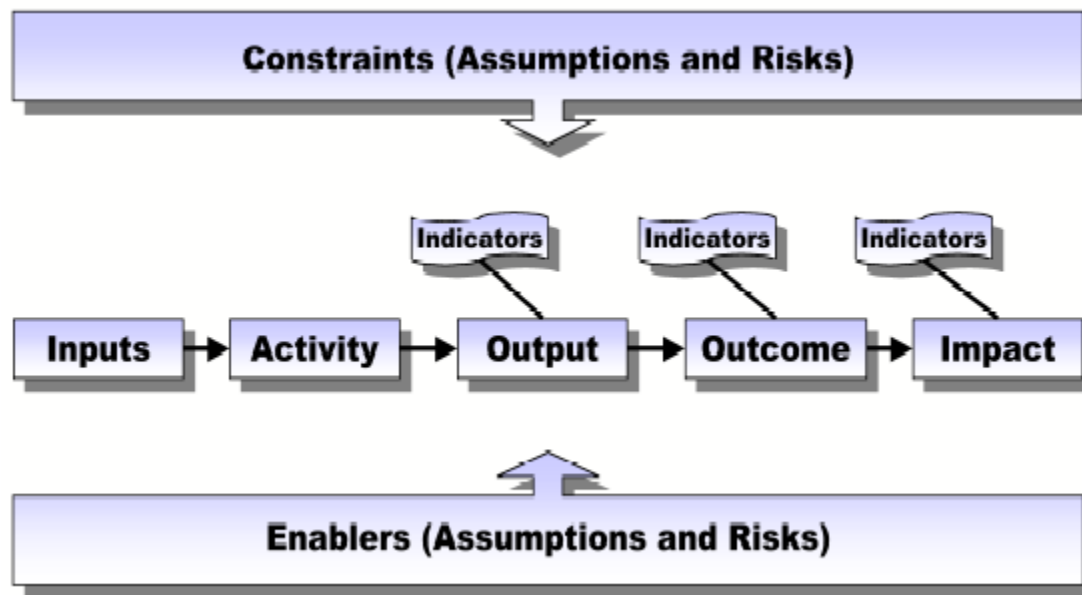 Constraints (Assumptions and Risks)
Indicators Indicators Indicators
Inputs Activity Output Outcome Impact
Enablers (Assumptions and Risks)